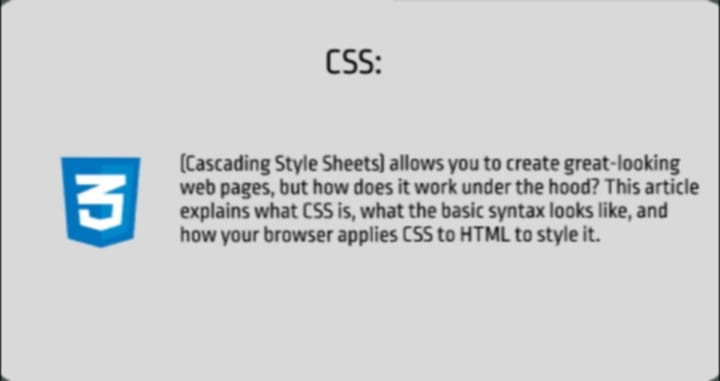 CSS:
(Cascading Style Sheets) allows you to create great-looking
web pages, but how does it work under the hood? This article
explains what CSS is, what the basic syntax looks like, and
how your browser applies CSS to HTML to style it.
3